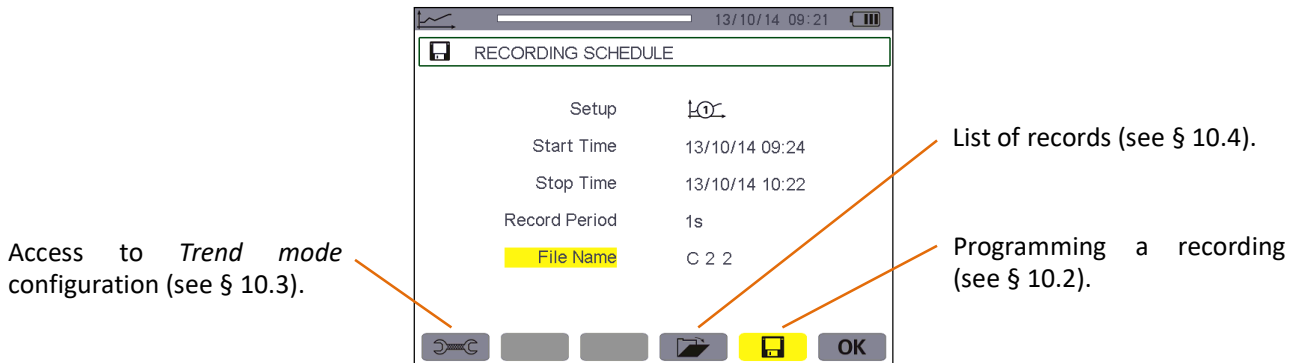 13/10/14 09:21
RECORDING SCHEDULE
Setup 1
Start Time 13/10/14 09:24
Stop Time 13/10/14 10:22
Record Period 1s
File Name C 2 2
OK
List of records (see § 10.4).
Access to Trend mode
configuration (see § 10.3).
Programming a recording
(see § 10.2).